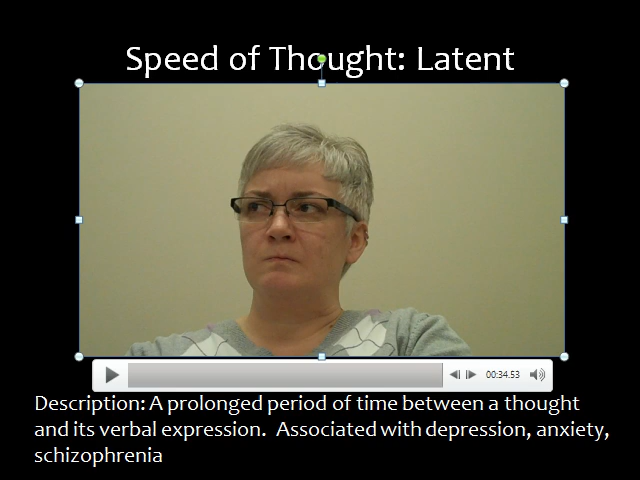 Speed of Thought: Latent
00:34.53
Description: A prolonged period of time between a thought
and its verbal expression.  Associated with depression, anxiety,
schizophrenia